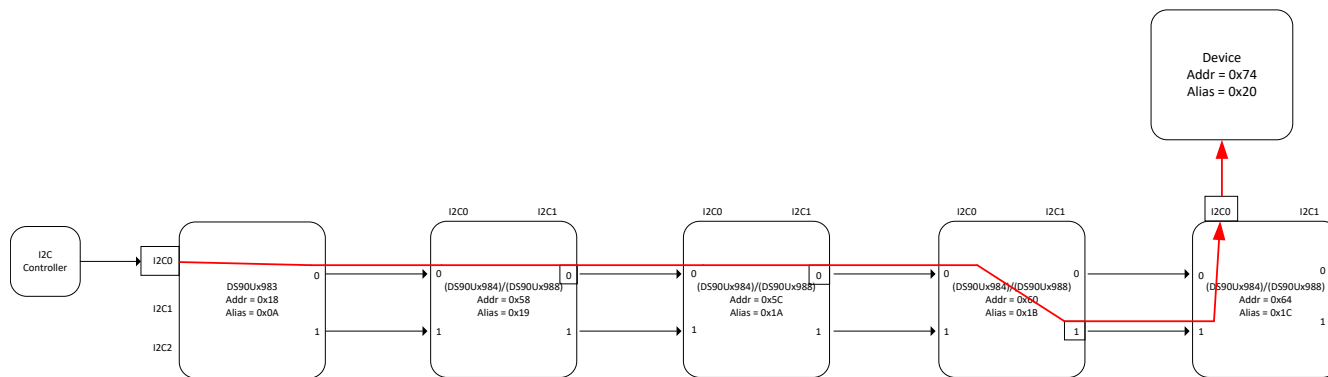 Device
Addr = 0x74
Alias = 0x20
I2C
Controller
I2C0
I2C1
I2C2
0
DS90Ux983
Addr = 0x18
Alias = 0x0A
1
I2C0
I2C1
0
0
(DS90Ux984)/(DS90Ux988)
Addr = 0x58
Alias = 0x19
1
1
I2C0
I2C1
0
0
(DS90Ux984)/(DS90Ux988)
Addr = 0x5C
Alias = 0x1A
1
1
I2C0
I2C1
0
0
(DS90Ux984)/(DS90Ux988)
Addr = 0x60
Alias = 0x1B
1
1
I2C0
I2C1
0
0
(DS90Ux984)/(DS90Ux988)
Addr = 0x64
Alias = 0x1C
1
1